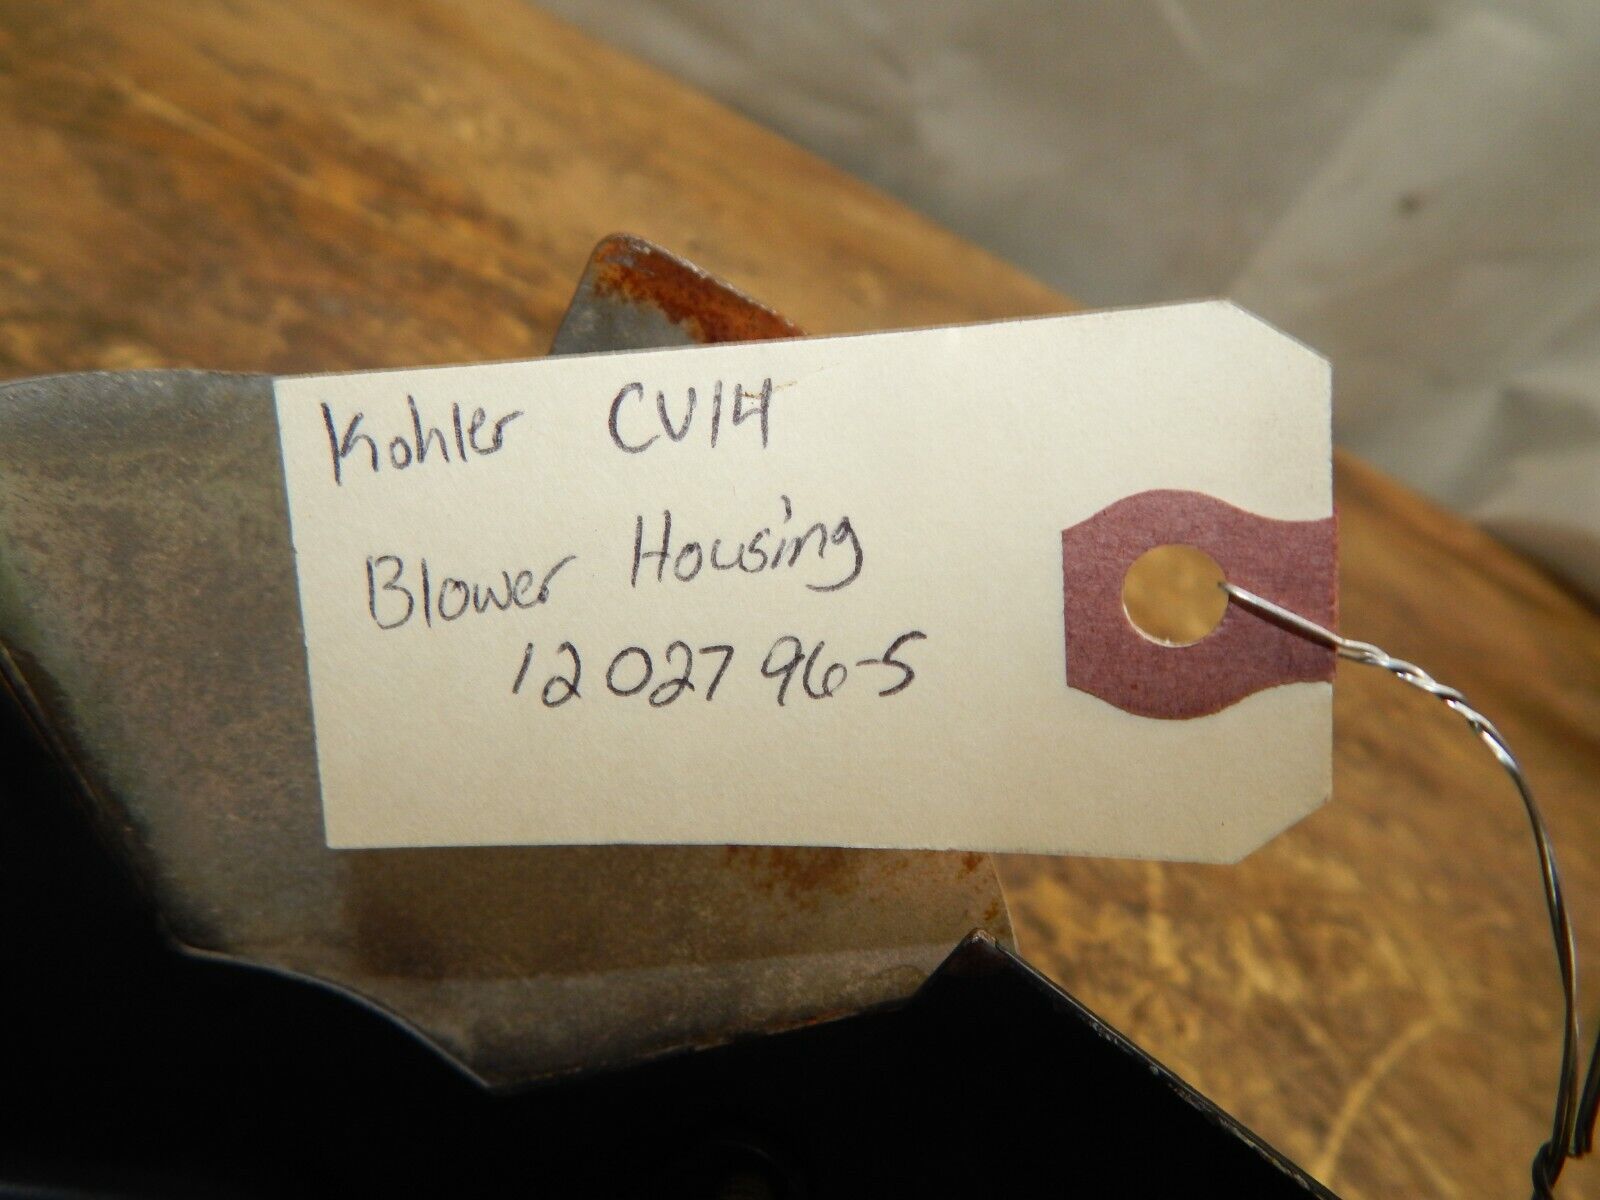 Kohler CV14
Blower Housing
12 027 96-S